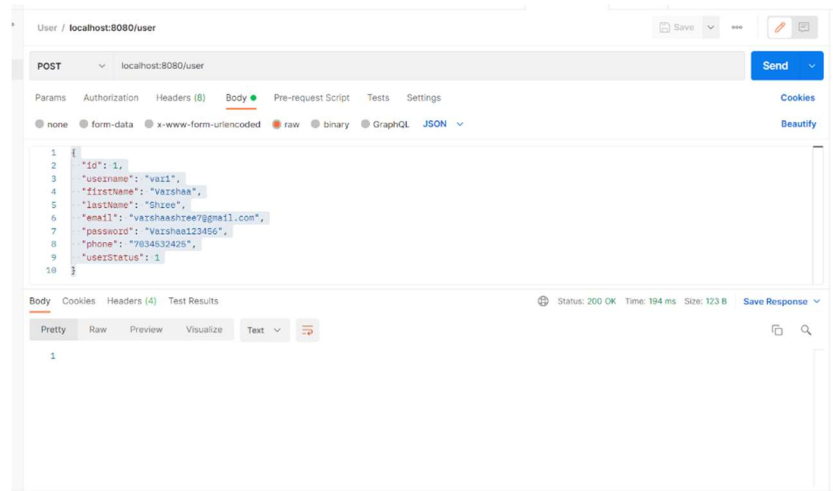 User / localhost:8080/user
Save
POST localhost:8080/user Send
Params Authorization Headers (8) Body Pre-request Script Tests Settings Cookies
none form-data x-www-form-urlencoded raw binary GraphQL JSON Beautify
1 {
2 "id": 1,
3 "username": "var1",
4 "firstName": "Varshaa",
5 "lastName": "Shree",
6 "email": "varshaashree7@gmail.com",
7 "password": "Varshaa123456",
8 "phone": "7034532425",
9 "userStatus": 1
10 }
Body Cookies Headers (4) Test Results Status: 200 OK Time: 194 ms Size: 123 B Save Response
Pretty Raw Preview Visualize Text
1